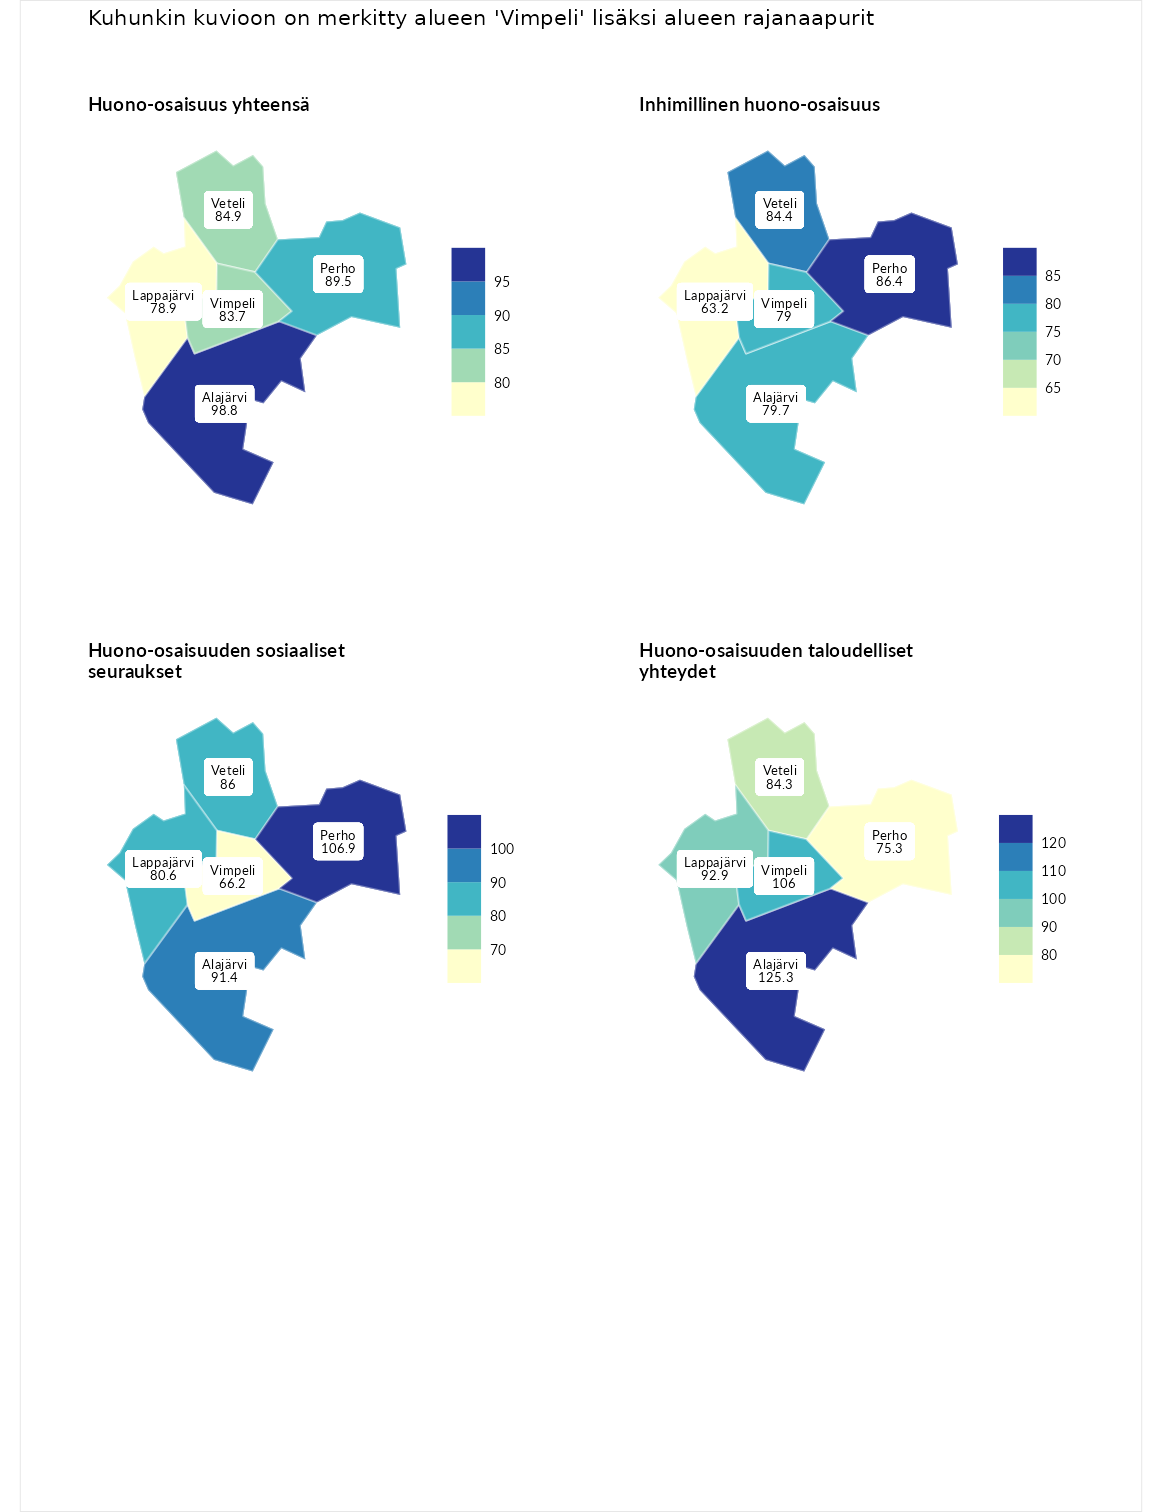 Kuhunkin kuvioon on merkitty alueen 'Vimpeli' lisäksi alueen rajanaapurit
Huono-osaisuus yhteensä
Veteli
84.9
Perho
89.5
Lappajärvi
78.9
Vimpeli
83.7
Alajärvi
98.8
95
90
85
80
Inhimillinen huono-osaisuus
Veteli
84.4
Perho
86.4
Lappajärvi
63.2
Vimpeli
79
Alajärvi
79.7
85
80
75
70
65
Huono-osaisuuden sosiaaliset
seuraukset
Veteli
86
Perho
106.9
Lappajärvi
80.6
Vimpeli
66.2
Alajärvi
91.4
100
90
80
70
Huono-osaisuuden taloudelliset
yhteydet
Veteli
84.3
Perho
75.3
Lappajärvi
92.9
Vimpeli
106
Alajärvi
125.3
120
110
100
90
80